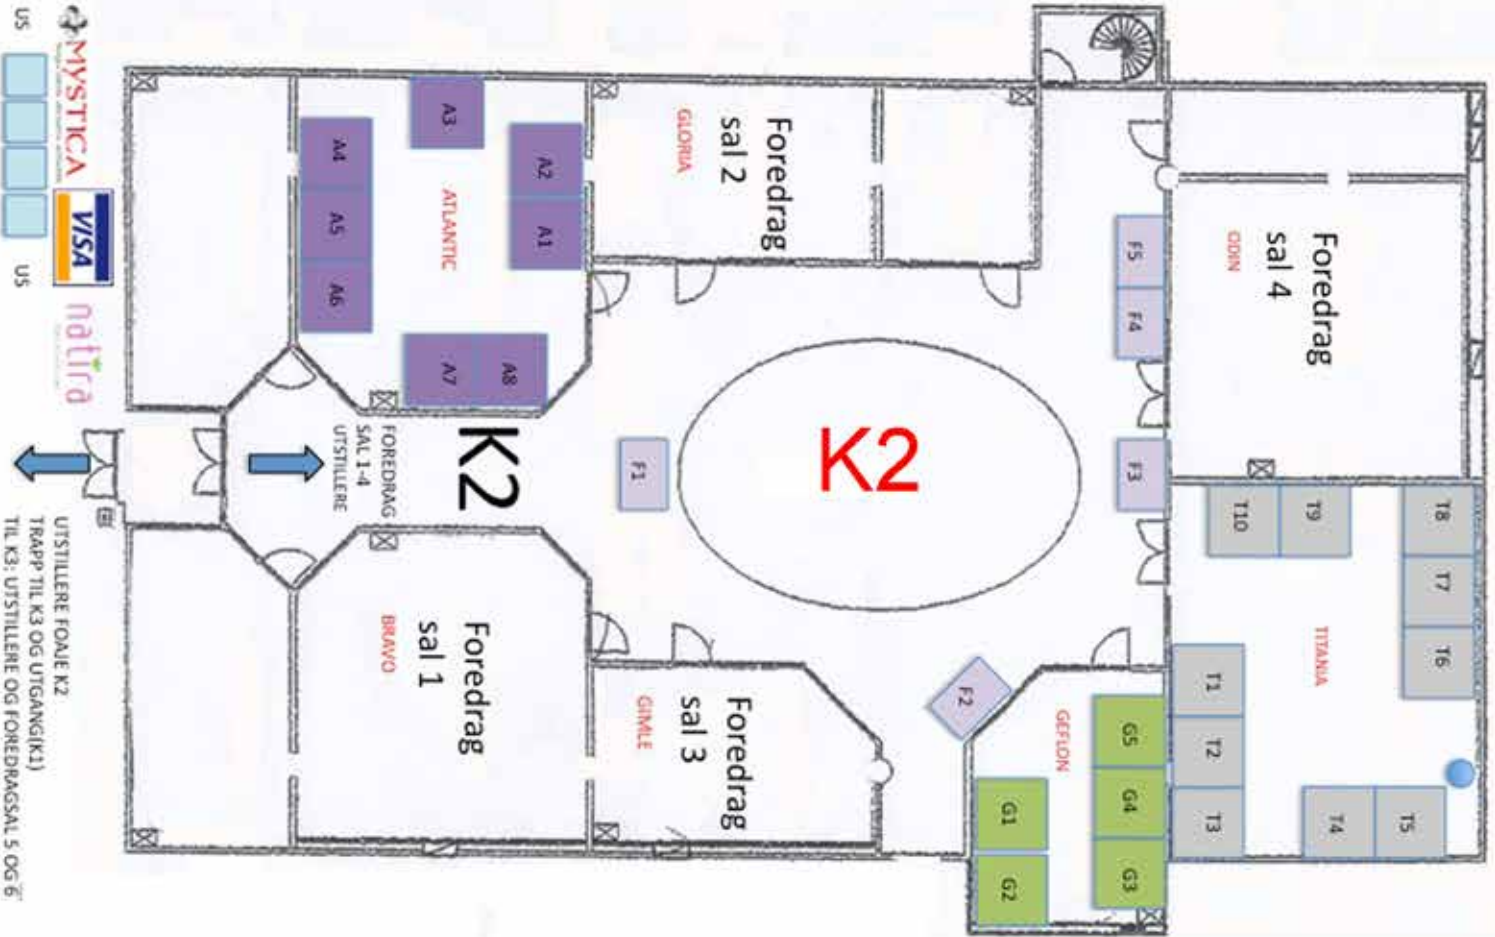 MYSTICA
VISA
natira
US
US
UTSTILLERE FOAJE K2
TRAPP TIL K3 OG UTGANG(K1)
TIL K3: UTSTILLERE OG FOREDRAGSAL 5 OG 6
FOREDRAG
SAL 1-4
UTSTILLERE
K2
K2
ATLANTIC
A1
A2
A3
A4
A5
A6
A7
A8
Foredrag
sal 2
GLORIA
Foredrag
sal 4
ODIN
Foredrag
sal 1
BRAVO
Foredrag
sal 3
GIMLE
F1
F2
F3
F4
F5
GEFION
G1
G2
G3
G4
G5
TITANIA
T1
T2
T3
T4
T5
T6
T7
T8
T9
T10